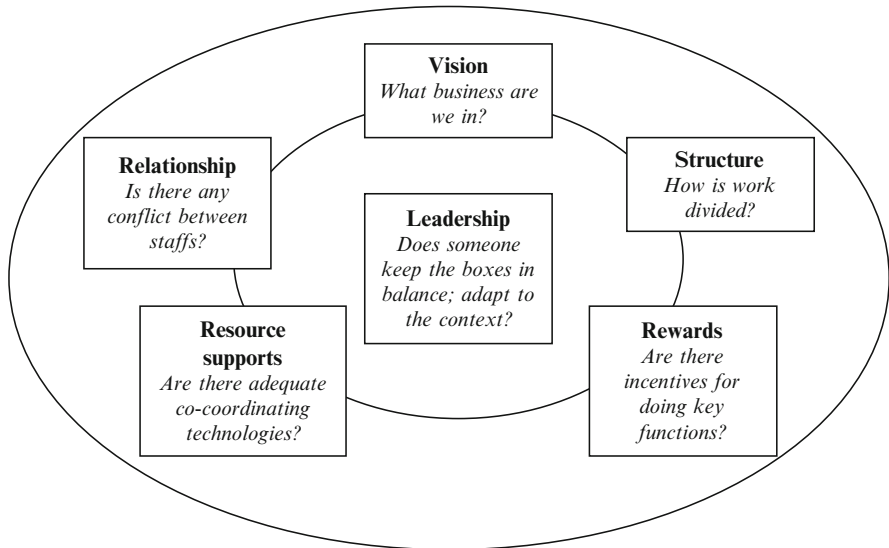 Vision
What business are
we in?
Relationship
Is there any
conflict between
staffs?
Structure
How is work
divided?
Leadership
Does someone
keep the boxes in
balance; adapt to
the context?
Resource
supports
Are there adequate
co-coordinating
technologies?
Rewards
Are there
incentives for
doing key
functions?